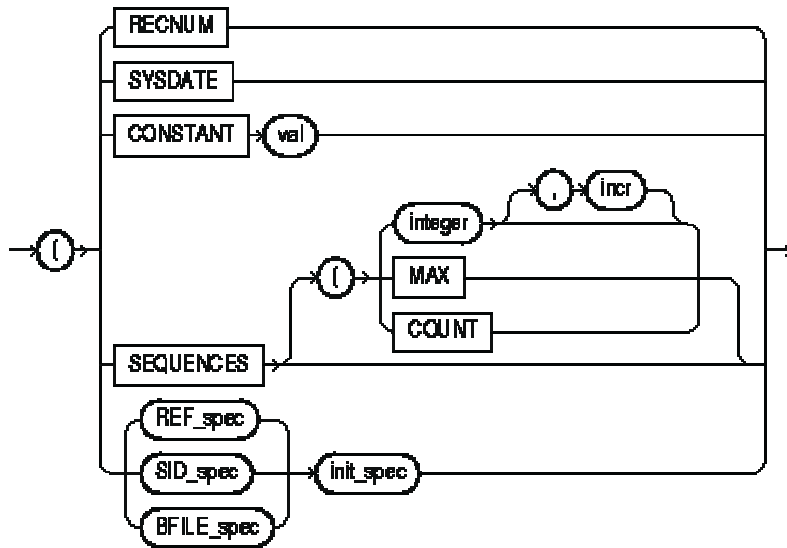 RECNUM
SYSDATE
CONSTANT val
, incr
integer
(
( MAX
COUNT
SEQUENCES
REF_spec
SID_spec init_spec
BFILE_spec